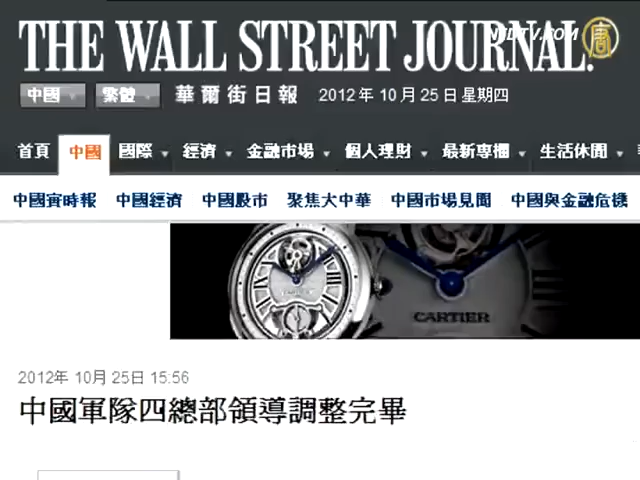 THE WALL STREET JOURNAL.
NTDTV.COM
中國 繁體 華爾街日報 2012年10月25日星期四
首頁 中國 國際 經濟 金融市場 個人理財 最新專欄 生活休閒
中國實時報 中國經濟 中國股市 聚焦大中華 中國市場見聞 中國與金融危機
CARTIER
2012年 10月 25日 15:56
中國軍隊四總部領導調整完畢